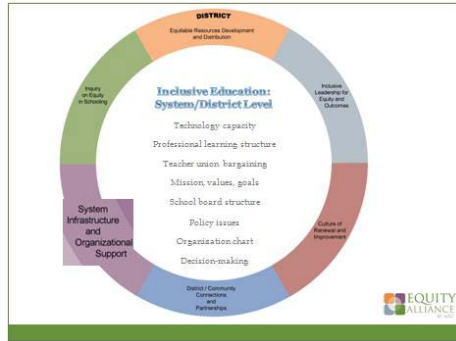 DISTRICT
Equitable Resources Development
and Distribution
Inquiry
on Equity
in Schooling
Inclusive
Leadership for
Equity and
Outcomes
Inclusive Education:
System/District Level
Technology capacity
Professional learning structure
Teacher union bargaining
Mission, values, goals
School board structure
Policy issues
Organization chart
Decision-making
System
Infrastructure
and
Organizational
Support
Culture of
Renewal and
Improvement
District / Community
Connections
and
Partnerships
EQUITY
ALLIANCE